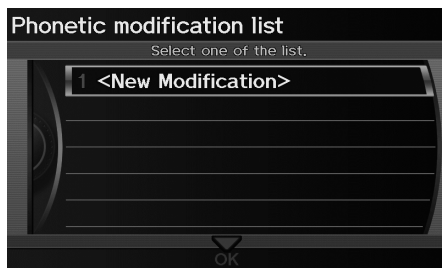 Phonetic modification list
Select one of the list.
1 <New Modification>
OK